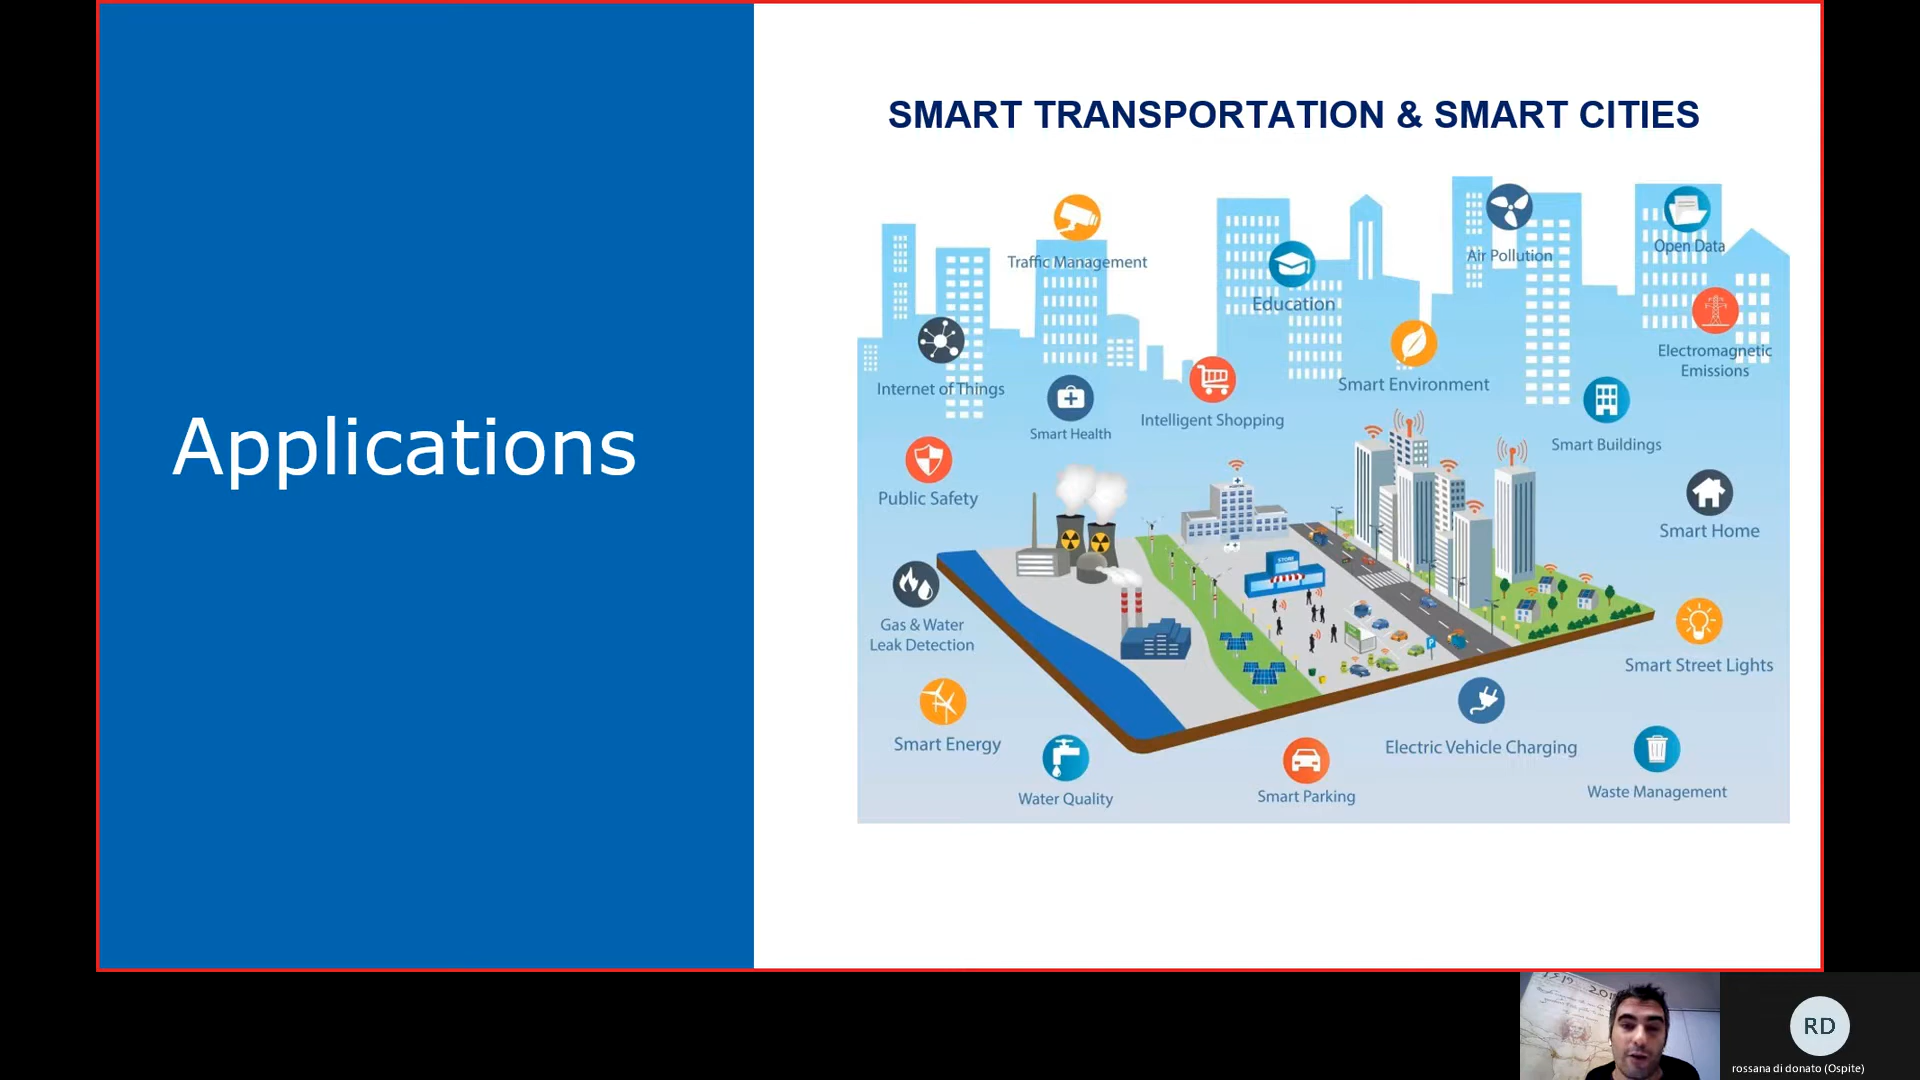 Applications
SMART TRANSPORTATION & SMART CITIES
Traffic Management
Education
Air Pollution
Open Data
Internet of Things
Smart Health
Intelligent Shopping
Smart Environment
Electromagnetic
Emissions
Smart Buildings
Public Safety
Smart Home
STORE
Gas & Water
Leak Detection
P
Smart Street Lights
Smart Energy
Electric Vehicle Charging
Water Quality
Smart Parking
Waste Management
RD
rossana di donato (Ospite)